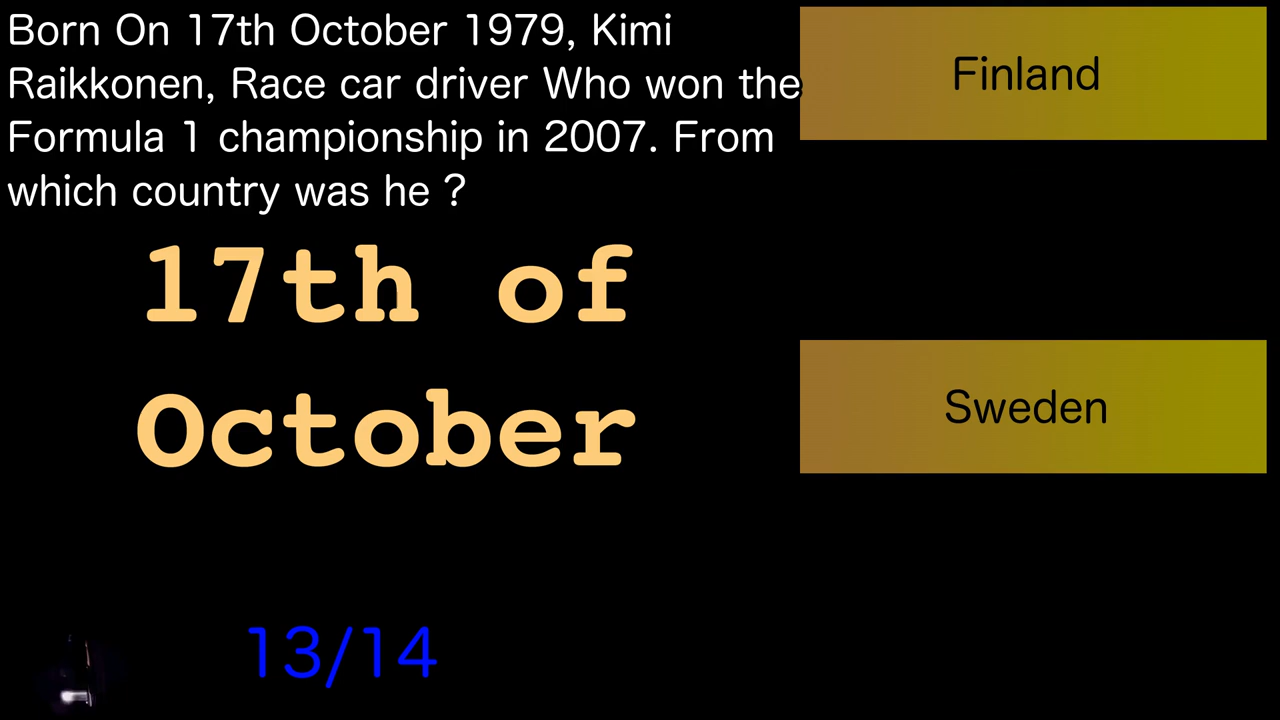 Born On 17th October 1979, Kimi
Raikkonen, Race car driver Who won the
Formula 1 championship in 2007. From
which country was he ?
Finland
17th of
October
Sweden
13/14